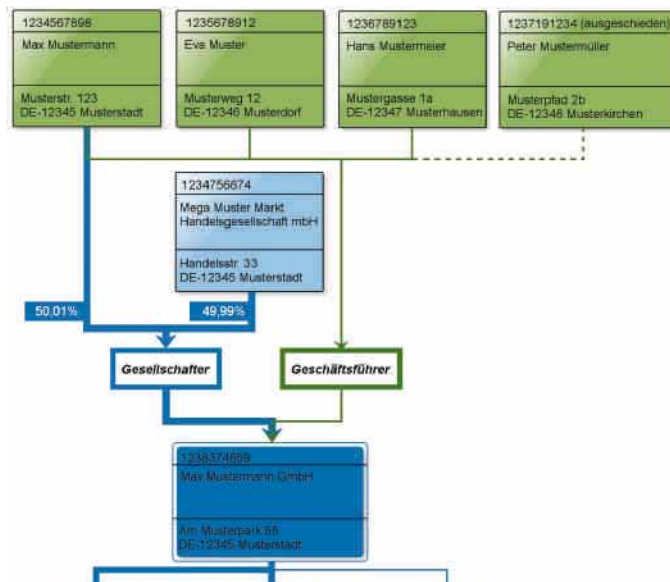 1234567898
Max Mustermann
Musterstr. 123
DE-12345 Musterstadt
1235678912
Eva Muster
Musterweg 12
DE-12346 Musterdorf
1236789123
Hans Mustermeier
Mustergasse 1a
DE-12347 Musterhausen
1237191234 (ausgeschieden)
Peter Mustermüller
Musterpfad 2b
DE-12348 Musterkirchen
1234756674
Mega Muster Markt
Handelsgesellschaft mbH
Handelsstr. 33
DE-12345 Musterstadt
50,01%
49,99%
Gesellschafter
Geschäftsführer
1238374659
Max Mustermann GmbH
Am Musterpark 55
DE-12345 Musterstadt